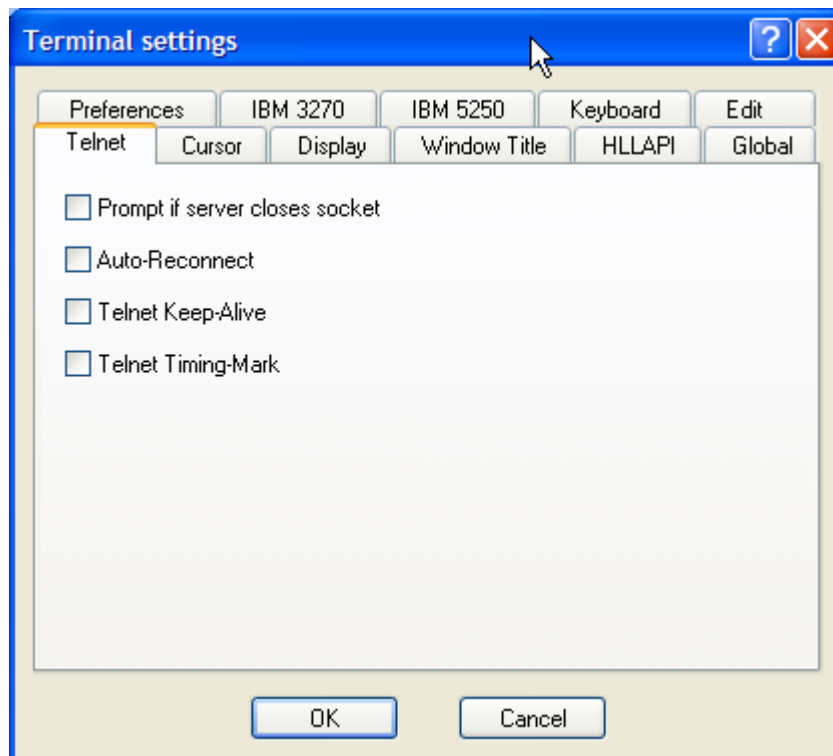 Terminal settings ?
Preferences IBM 3270 IBM 5250 Keyboard Edit
Telnet Cursor Display Window Title HLLAPI Global
Prompt if server closes socket
Auto-Reconnect
Telnet Keep-Alive
Telnet Timing-Mark
OK Cancel